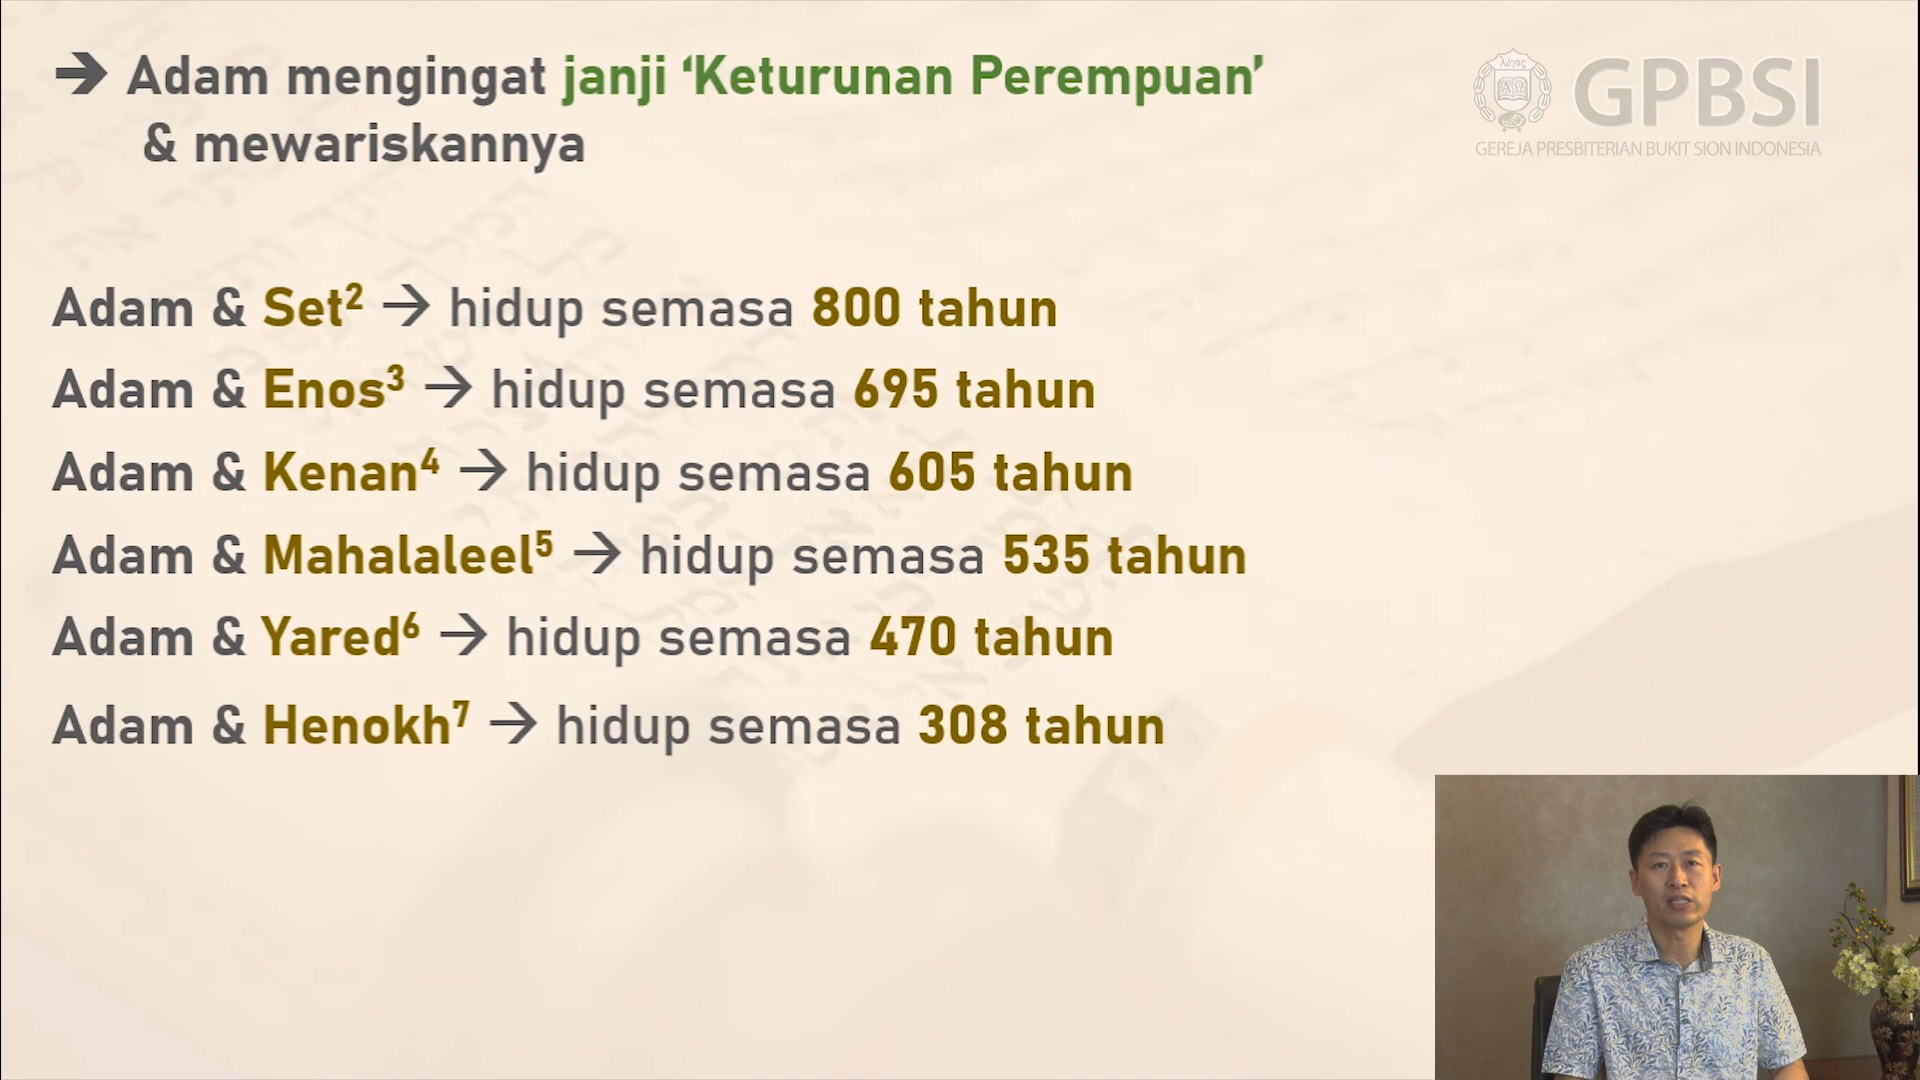 → Adam mengingat janji ‘Keturunan Perempuan’
& mewariskannya
λόγος
ΑΩ
GPBSI
GEREJA PRESBITERIAN BUKIT SION INDONESIA
Adam & Set² → hidup semasa 800 tahun
Adam & Enos³ → hidup semasa 695 tahun
Adam & Kenan⁴ → hidup semasa 605 tahun
Adam & Mahalaleel⁵ → hidup semasa 535 tahun
Adam & Yared⁶ → hidup semasa 470 tahun
Adam & Henokh⁷ → hidup semasa 308 tahun